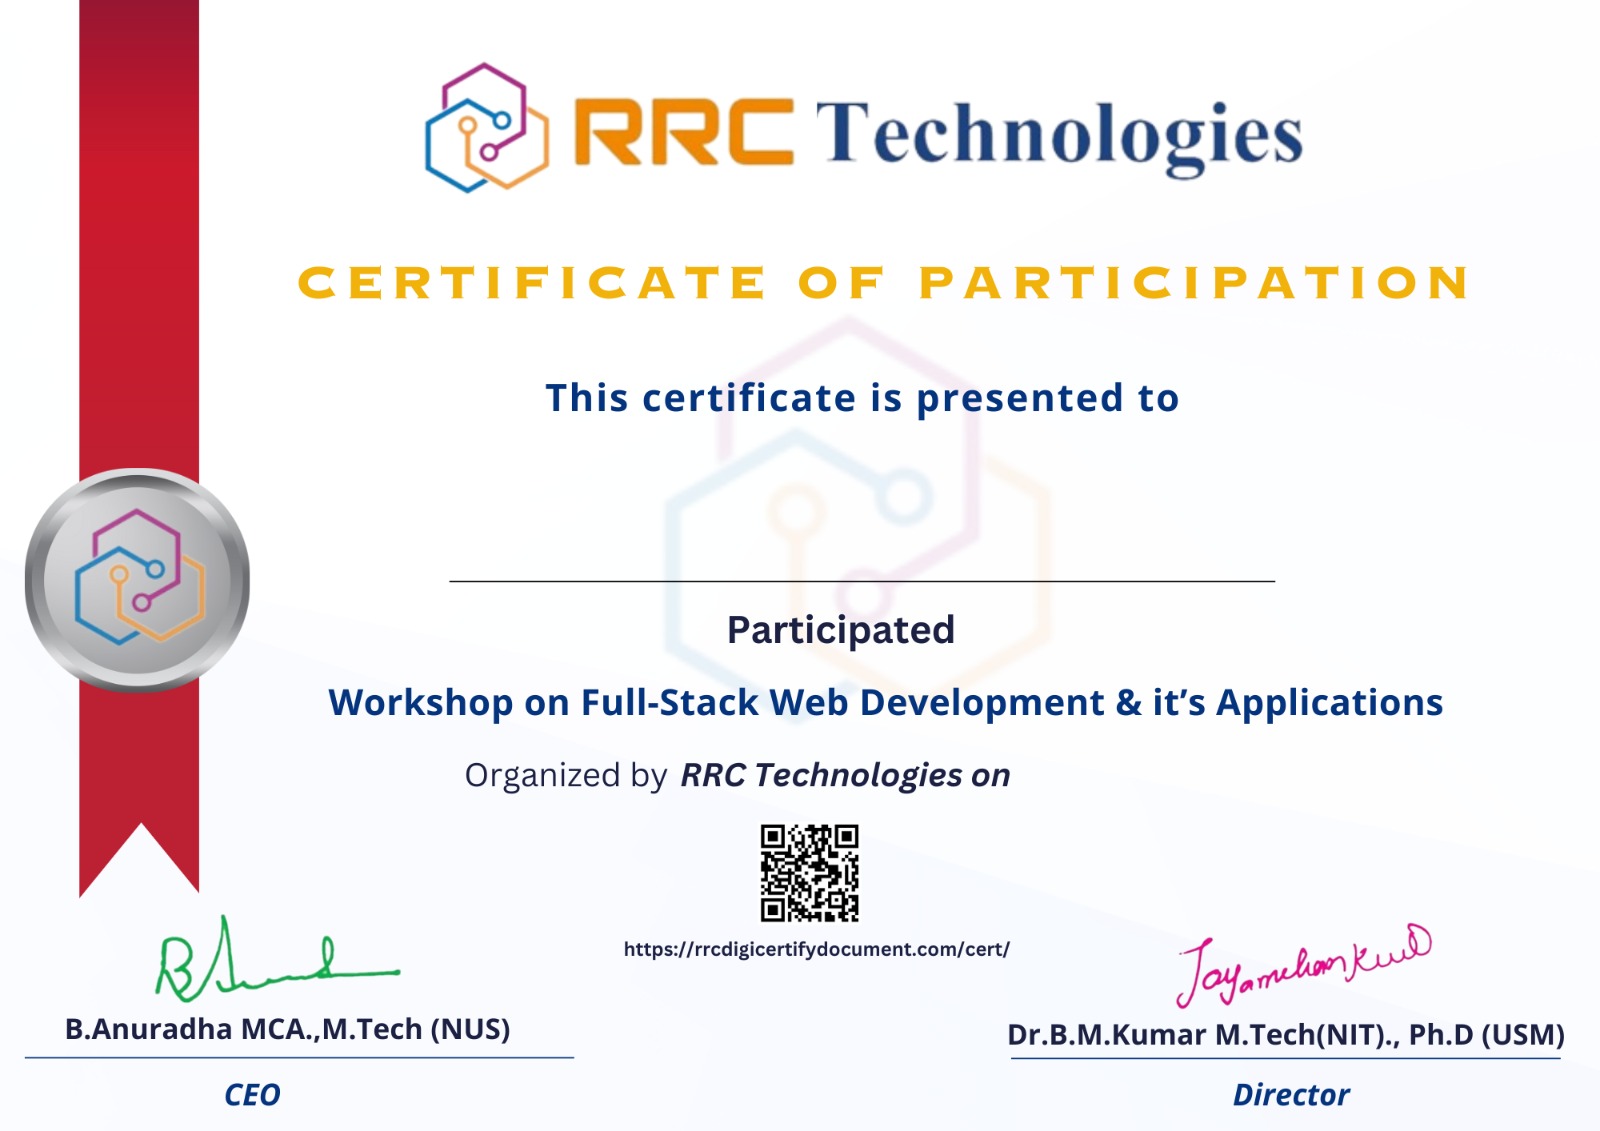 RRC Technologies
CERTIFICATE OF PARTICIPATION
This certificate is presented to
Participated
Workshop on Full-Stack Web Development & it’s Applications
Organized by RRC Technologies on
https://rrcdigicertifydocument.com/cert/
B.Anuradha MCA.,M.Tech (NUS)
CEO
Dr.B.M.Kumar M.Tech(NIT)., Ph.D (USM)
Director